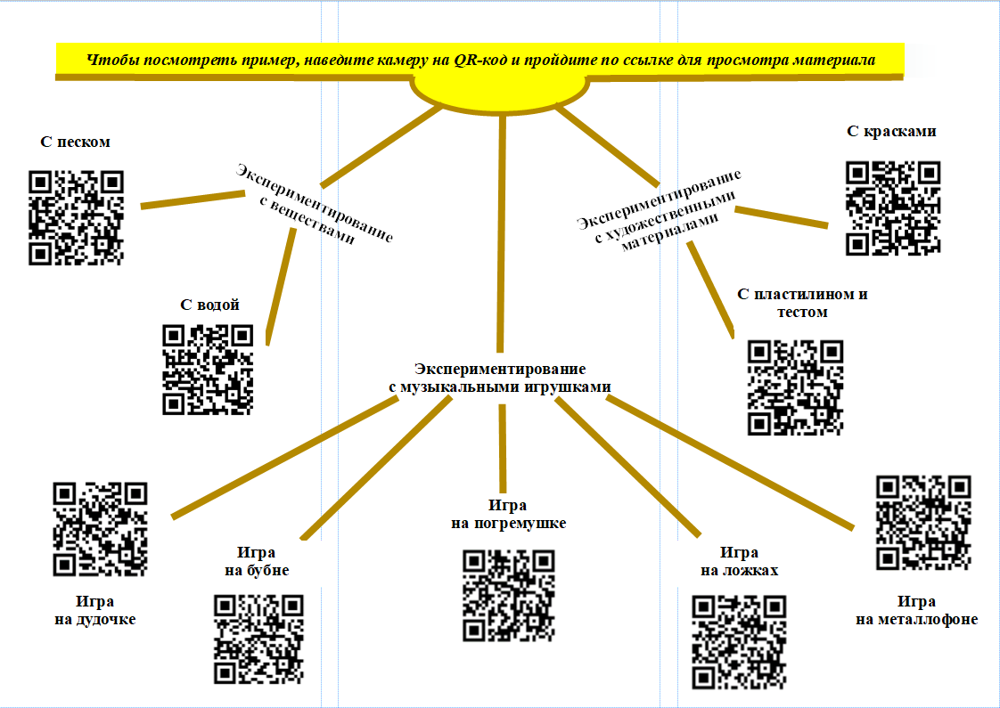 Чтобы посмотреть пример, наведите камеру на QR-код и пройдите по ссылке для просмотра материала
С песком
С красками
Экспериментирование
с веществами
Экспериментирование
с художественными
материалами
С водой
С пластилином и
тестом
Экспериментирование
с музыкальными игрушками
Игра
на дудочке
Игра
на бубне
Игра
на погремушке
Игра
на ложках
Игра
на металлофоне